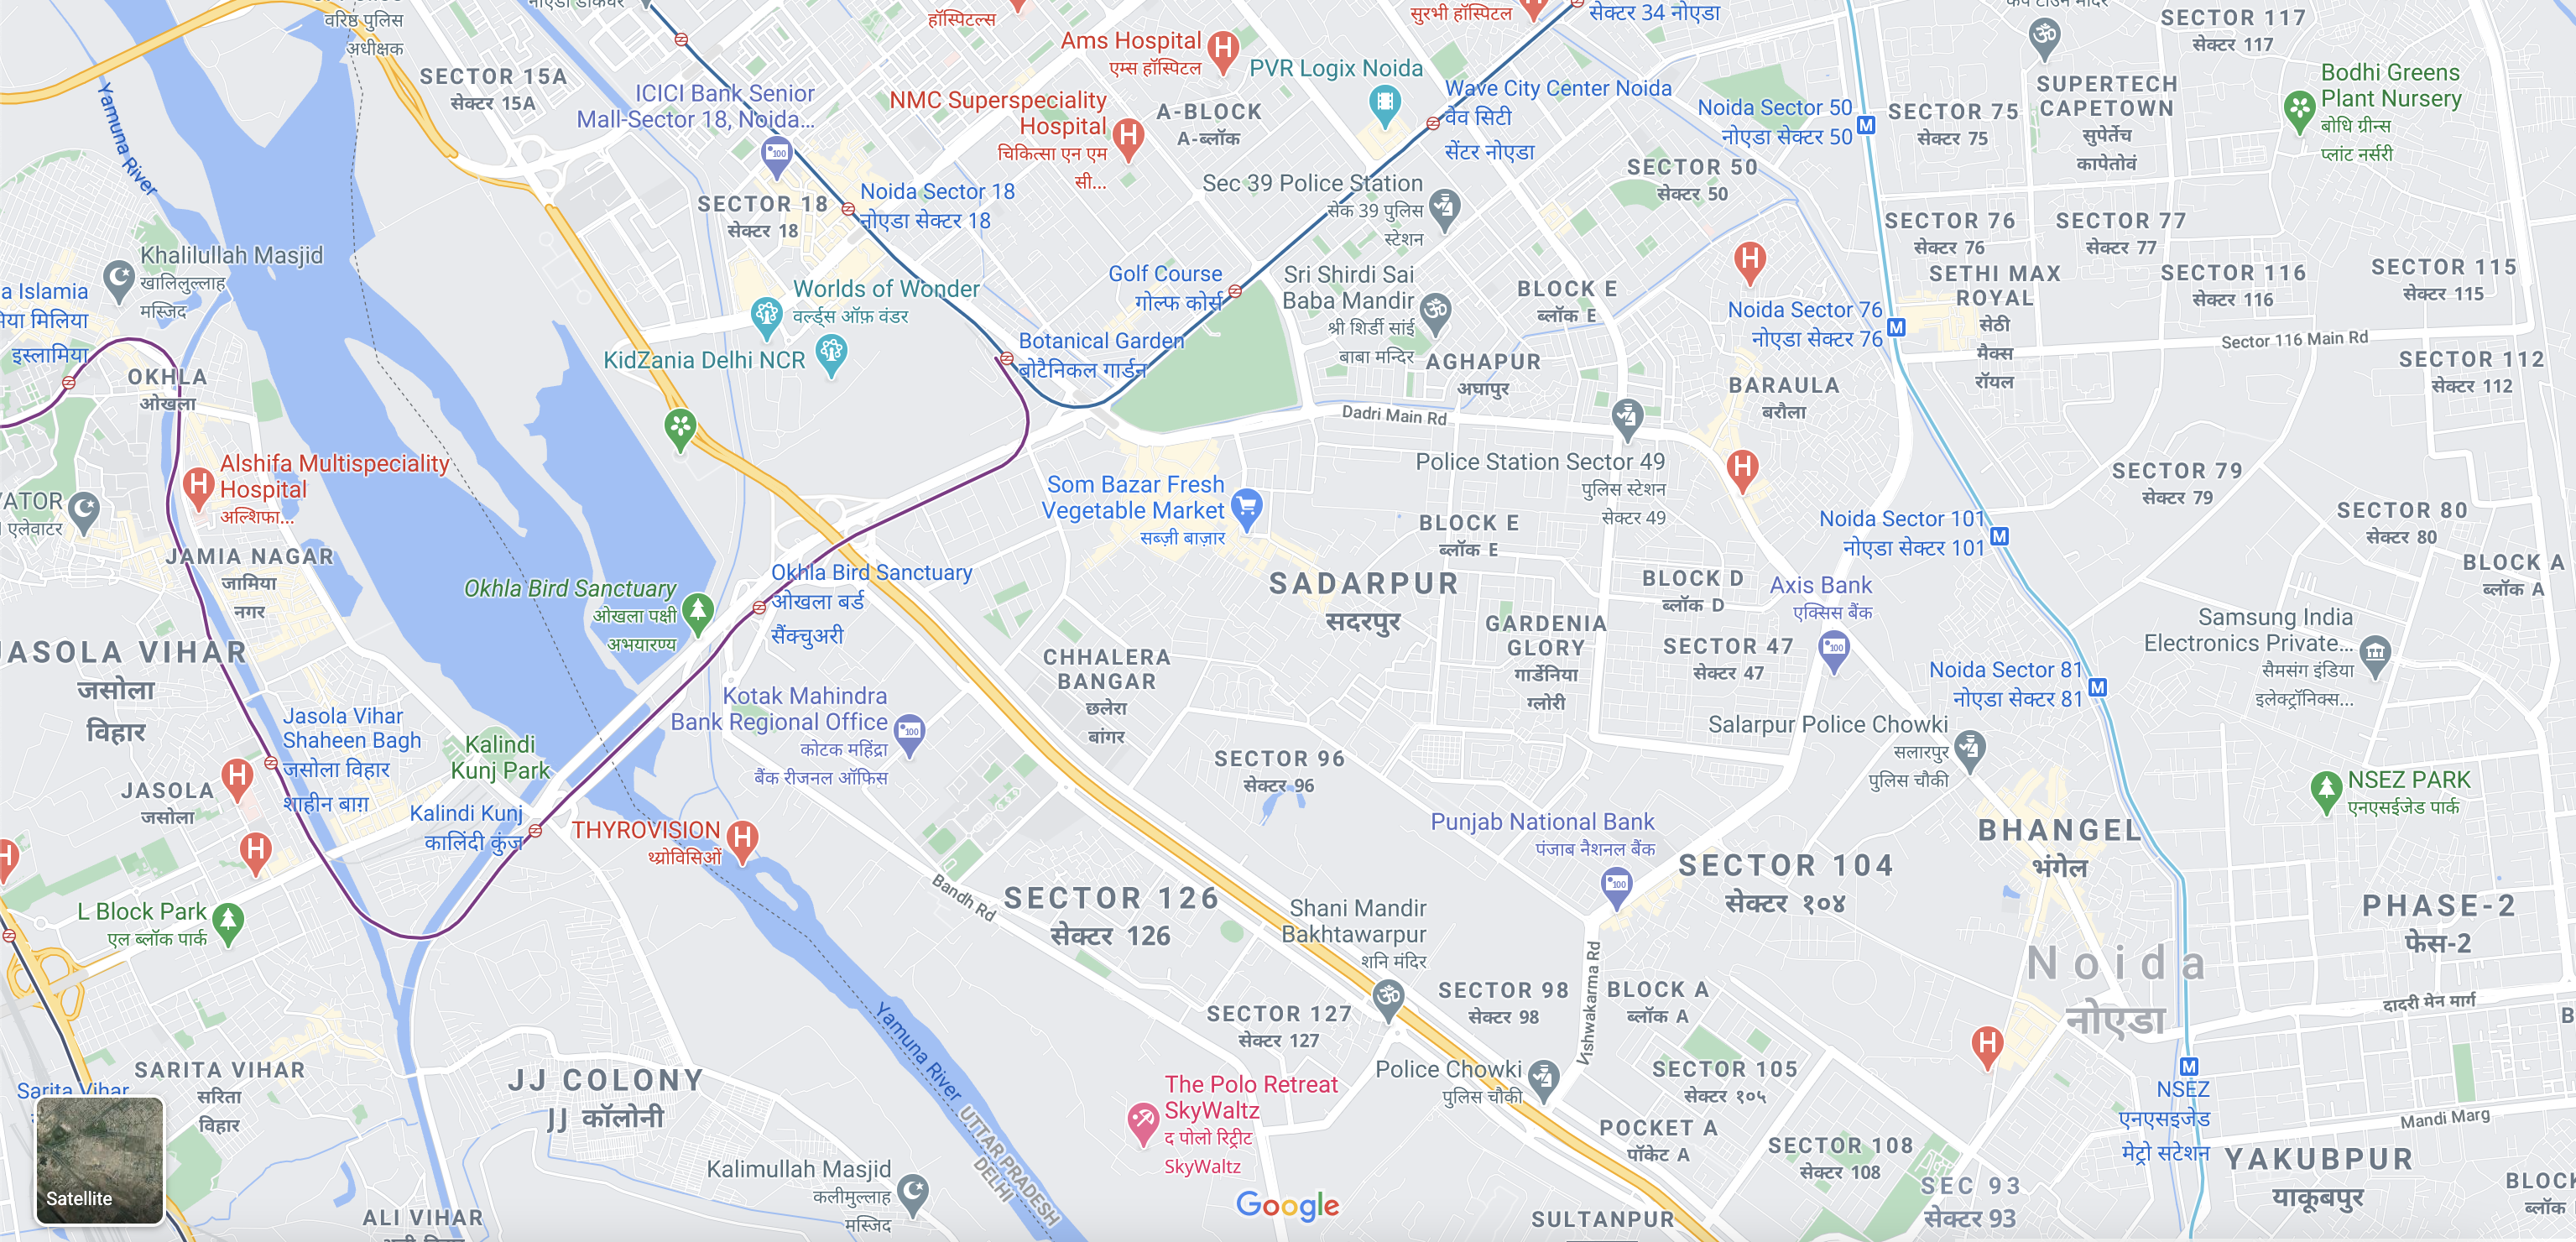 वरिष्ठ पुलिस
अधीक्षक
SECTOR 15A
सेक्टर 15A
Yamuna River
ICICI Bank Senior
Mall-Sector 18, Noida...
SECTOR 18
सेक्टर 18
Noida Sector 18
नोएडा सेक्टर 18
हॉस्पिटल्स
Ams Hospital
एम्स हॉस्पिटल
NMC Superspeciality
Hospital
चिकित्सा एन एम
सी...
A-BLOCK
A-ब्लॉक
PVR Logix Noida
सुरभी हॉस्पिटल
सेक्टर 34 नोएडा
Wave City Center Noida
वेव सिटी
सेंटर नोएडा
Sec 39 Police Station
सेक 39 पुलिस
स्टेशन
Noida Sector 50
नोएडा सेक्टर 50
SECTOR 50
सेक्टर 50
SECTOR 75
सेक्टर 75
SECTOR 117
सेक्टर 117
SUPERTECH
CAPETOWN
सुपेर्तेच
कापेतोवं
Bodhi Greens
Plant Nursery
बोधि ग्रीन्स
प्लांट नर्सरी
SECTOR 76
सेक्टर 76
SECTOR 77
सेक्टर 77
SETHI MAX
ROYAL
सेठी
मैक्स
रॉयल
SECTOR 116
सेक्टर 116
SECTOR 115
सेक्टर 115
Sector 116 Main Rd
SECTOR 112
सेक्टर 112
Khalilullah Masjid
खालिलुल्लाह
मस्जिद
a Islamia
मिलिया
इस्लामिया
OKHLA
ओखला
Worlds of Wonder
वर्ल्ड्स ऑफ़ वंडर
KidZania Delhi NCR
Golf Course
गोल्फ कोर्स
Botanical Garden
बोटैनिकल गार्डन
Sri Shirdi Sai
Baba Mandir
श्री शिर्डी सांई
बाबा मन्दिर
BLOCK E
ब्लॉक E
AGHAPUR
अघापुर
Noida Sector 76
नोएडा सेक्टर 76
BARAULA
बरौला
Dadri Main Rd
Alshifa Multispeciality
Hospital
अल्शिफा...
VATOR
एलेवाटर
JAMIA NAGAR
जामिया
नगर
Som Bazar Fresh
Vegetable Market
सब्ज़ी बाज़ार
Police Station Sector 49
पुलिस स्टेशन
सेक्टर 49
BLOCK E
ब्लॉक E
Noida Sector 101
नोएडा सेक्टर 101
SECTOR 79
सेक्टर 79
SECTOR 80
सेक्टर 80
BLOCK A
ब्लॉक A
Okhla Bird Sanctuary
ओखला पक्षी
अभयारण्य
Okhla Bird Sanctuary
ओखला बर्ड
सैंक्चुअरी
SADARPUR
सदरपुर
BLOCK D
ब्लॉक D
Axis Bank
एक्सिस बैंक
GARDENIA
GLORY
गार्डेनिया
ग्लोरी
SECTOR 47
सेक्टर 47
Samsung India
Electronics Private...
सैमसंग इंडिया
इलेक्ट्रॉनिक्स...
JASOLA VIHAR
जसोला
विहार
CHHALERA
BANGAR
छलेरा
बांगर
Noida Sector 81
नोएडा सेक्टर 81
Jasola Vihar
Shaheen Bagh
जसोला विहार
शाहीन बाग़
Kalindi
Kunj Park
Kotak Mahindra
Bank Regional Office
कोटक महिंद्रा
बैंक रीजनल ऑफिस
SECTOR 96
सेक्टर 96
Salarpur Police Chowki
सलारपुर
पुलिस चौकी
JASOLA
जसोला
Kalindi Kunj
कालिंदी कुंज
THYROVISION
थ्रोविसिओं
Punjab National Bank
पंजाब नैशनल बैंक
BHANGEL
भंगेल
NSEZ PARK
एनएसईजेड पार्क
SECTOR 104
सेक्टर १०४
L Block Park
एल ब्लॉक पार्क
Bandh Rd
SECTOR 126
सेक्टर 126
Shani Mandir
Bakhtawarpur
शनि मंदिर
PHASE-2
फेस-2
Noida
नोएडा
SECTOR 98
सेक्टर 98
BLOCK A
ब्लॉक A
Vishwakarma Rd
दादरी मेन मार्ग
B
SECTOR 127
सेक्टर 127
Yamuna River
SARITA VIHAR
सरिता
विहार
Sarita Vihar
JJ COLONY
JJ कॉलोनी
Police Chowki
पुलिस चौकी
SECTOR 105
सेक्टर १०५
The Polo Retreat
SkyWaltz
द पोलो रिट्रीट
SkyWaltz
NSEZ
एनएसइजेड
मेट्रो सटेशन
Mandi Marg
POCKET A
पॉकेट A
SECTOR 108
सेक्टर 108
YAKUBPUR
याकूबपुर
UTTAR PRADESH
DELHI
Kalimullah Masjid
कलीमुल्लाह
मस्जिद
Satellite
ALI VIHAR
Google
SULTANPUR
SEC 93
सेक्टर 93
BLOCK
ब्लॉक